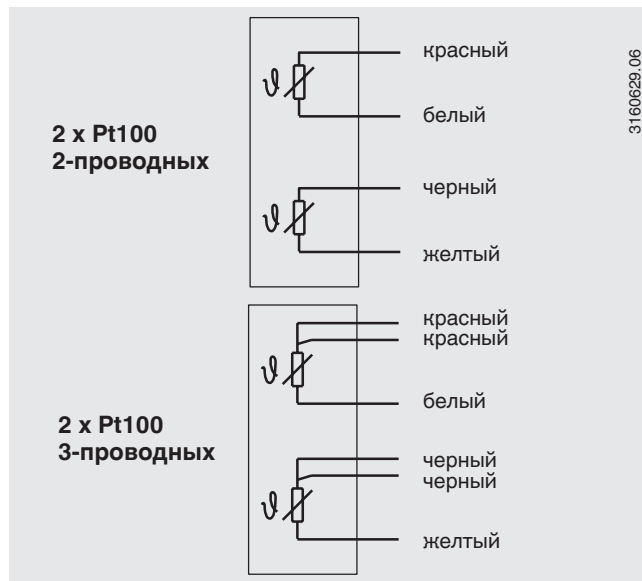 красный
белый
2 x Pt100
2-проводных
черный
желтый
красный
красный
белый
2 x Pt100
3-проводных
черный
черный
желтый
3160629.06